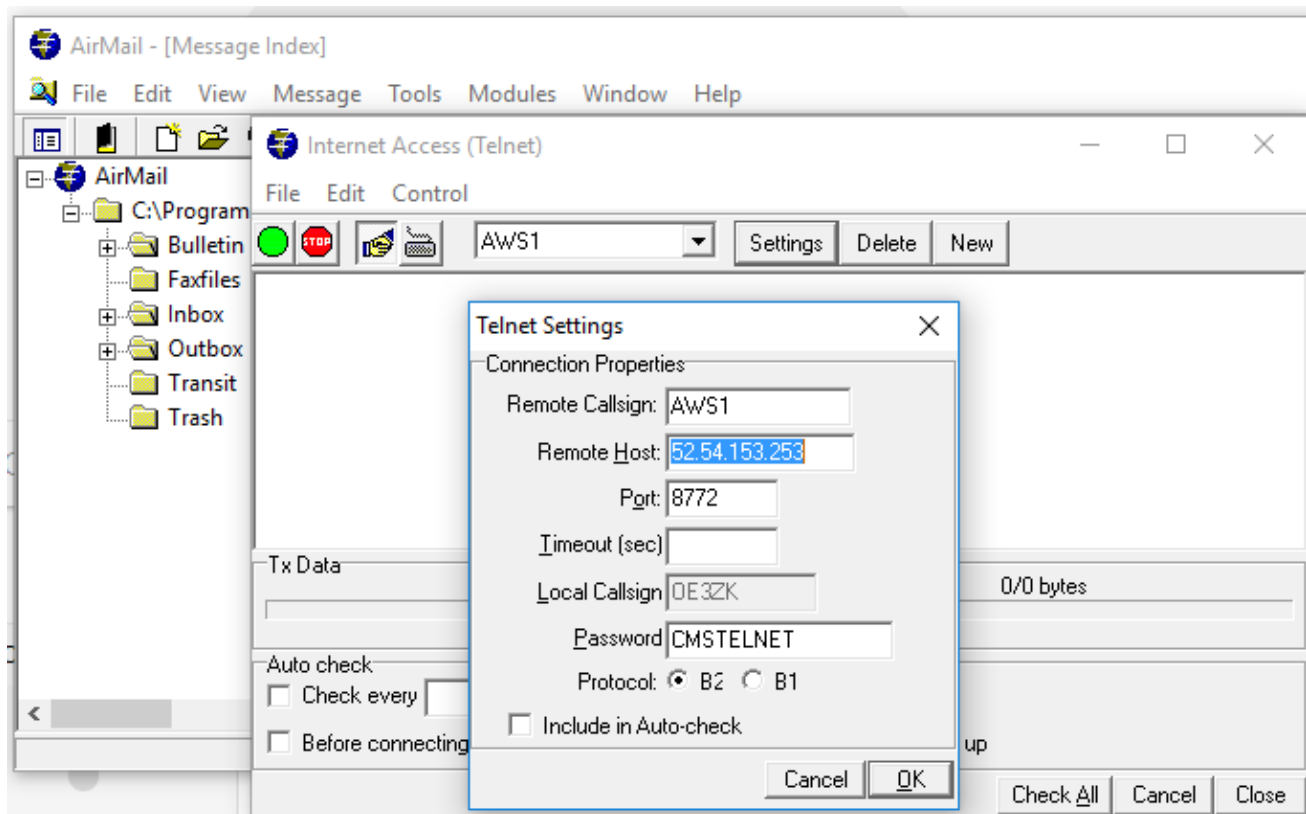 AirMail - [Message Index]
File Edit View Message Tools Modules Window Help
Internet Access (Telnet)
File Edit Control
STOP AWS1 Settings Delete New
AirMail
C:\Program
Bulletin
Faxfiles
Inbox
Outbox
Transit
Trash
Telnet Settings
Connection Properties
Remote Callsign: AWS1
Remote Host: 52.54.153.253
Port: 8772
Timeout (sec)
Local Callsign OE3ZK
Password CMSTELNET
Protocol: B2 B1
Include in Auto-check
Cancel OK
Tx Data
0/0 bytes
Auto check
Check every
Before connecting
up
Check All Cancel Close